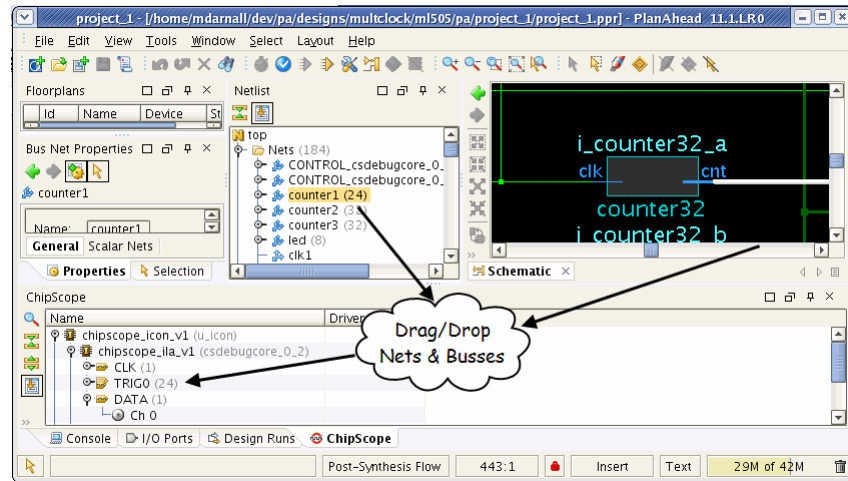 project_1 - [/home/mdarnall/dev/pa/designs/multclock/ml505/pa/project_1/project_1.ppr] - PlanAhead 11.1.LR0
File Edit View Tools Window Select Layout Help
Floorplans
Id Name Device St
Bus Net Properties
counter1
Name: counter1
General Scalar Nets
Properties Selection
Netlist
top
Nets (184)
CONTROL_csdebugcore_0_
CONTROL_csdebugcore_0_
counter1 (24)
counter2 (33)
counter3 (32)
led (8)
clk1
i_counter32_a
clk cnt
counter32
i_counter32_b
Schematic
ChipScope
Name Driver
chipscope_icon_v1 (u_icon)
chipscope_ila_v1 (csdebugcore_0_2)
CLK (1)
TRIG0 (24)
DATA (1)
Ch 0
Drag/Drop
Nets & Busses
Console I/O Ports Design Runs ChipScope
Post-Synthesis Flow 443:1 Insert Text 29M of 42M